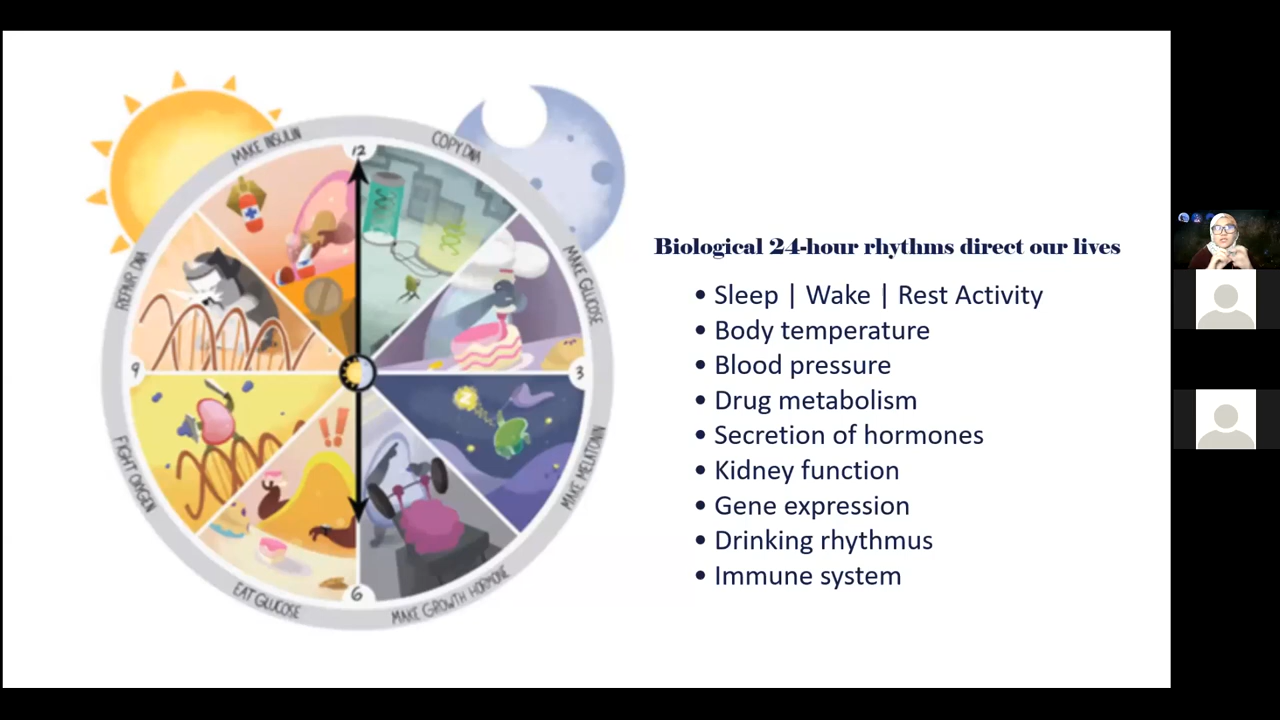 MAKE INSULIN
12
COPY DNA
REPAIR DNA
MAKE GLUCOSE
9
3
FIGHT OXYGEN
MAKE MELATONIN
EAT GLUCOSE
6
MAKE GROWTH HORMONE
Z
!!
Biological 24-hour rhythms direct our lives
• Sleep | Wake | Rest Activity
• Body temperature
• Blood pressure
• Drug metabolism
• Secretion of hormones
• Kidney function
• Gene expression
• Drinking rhythmus
• Immune system